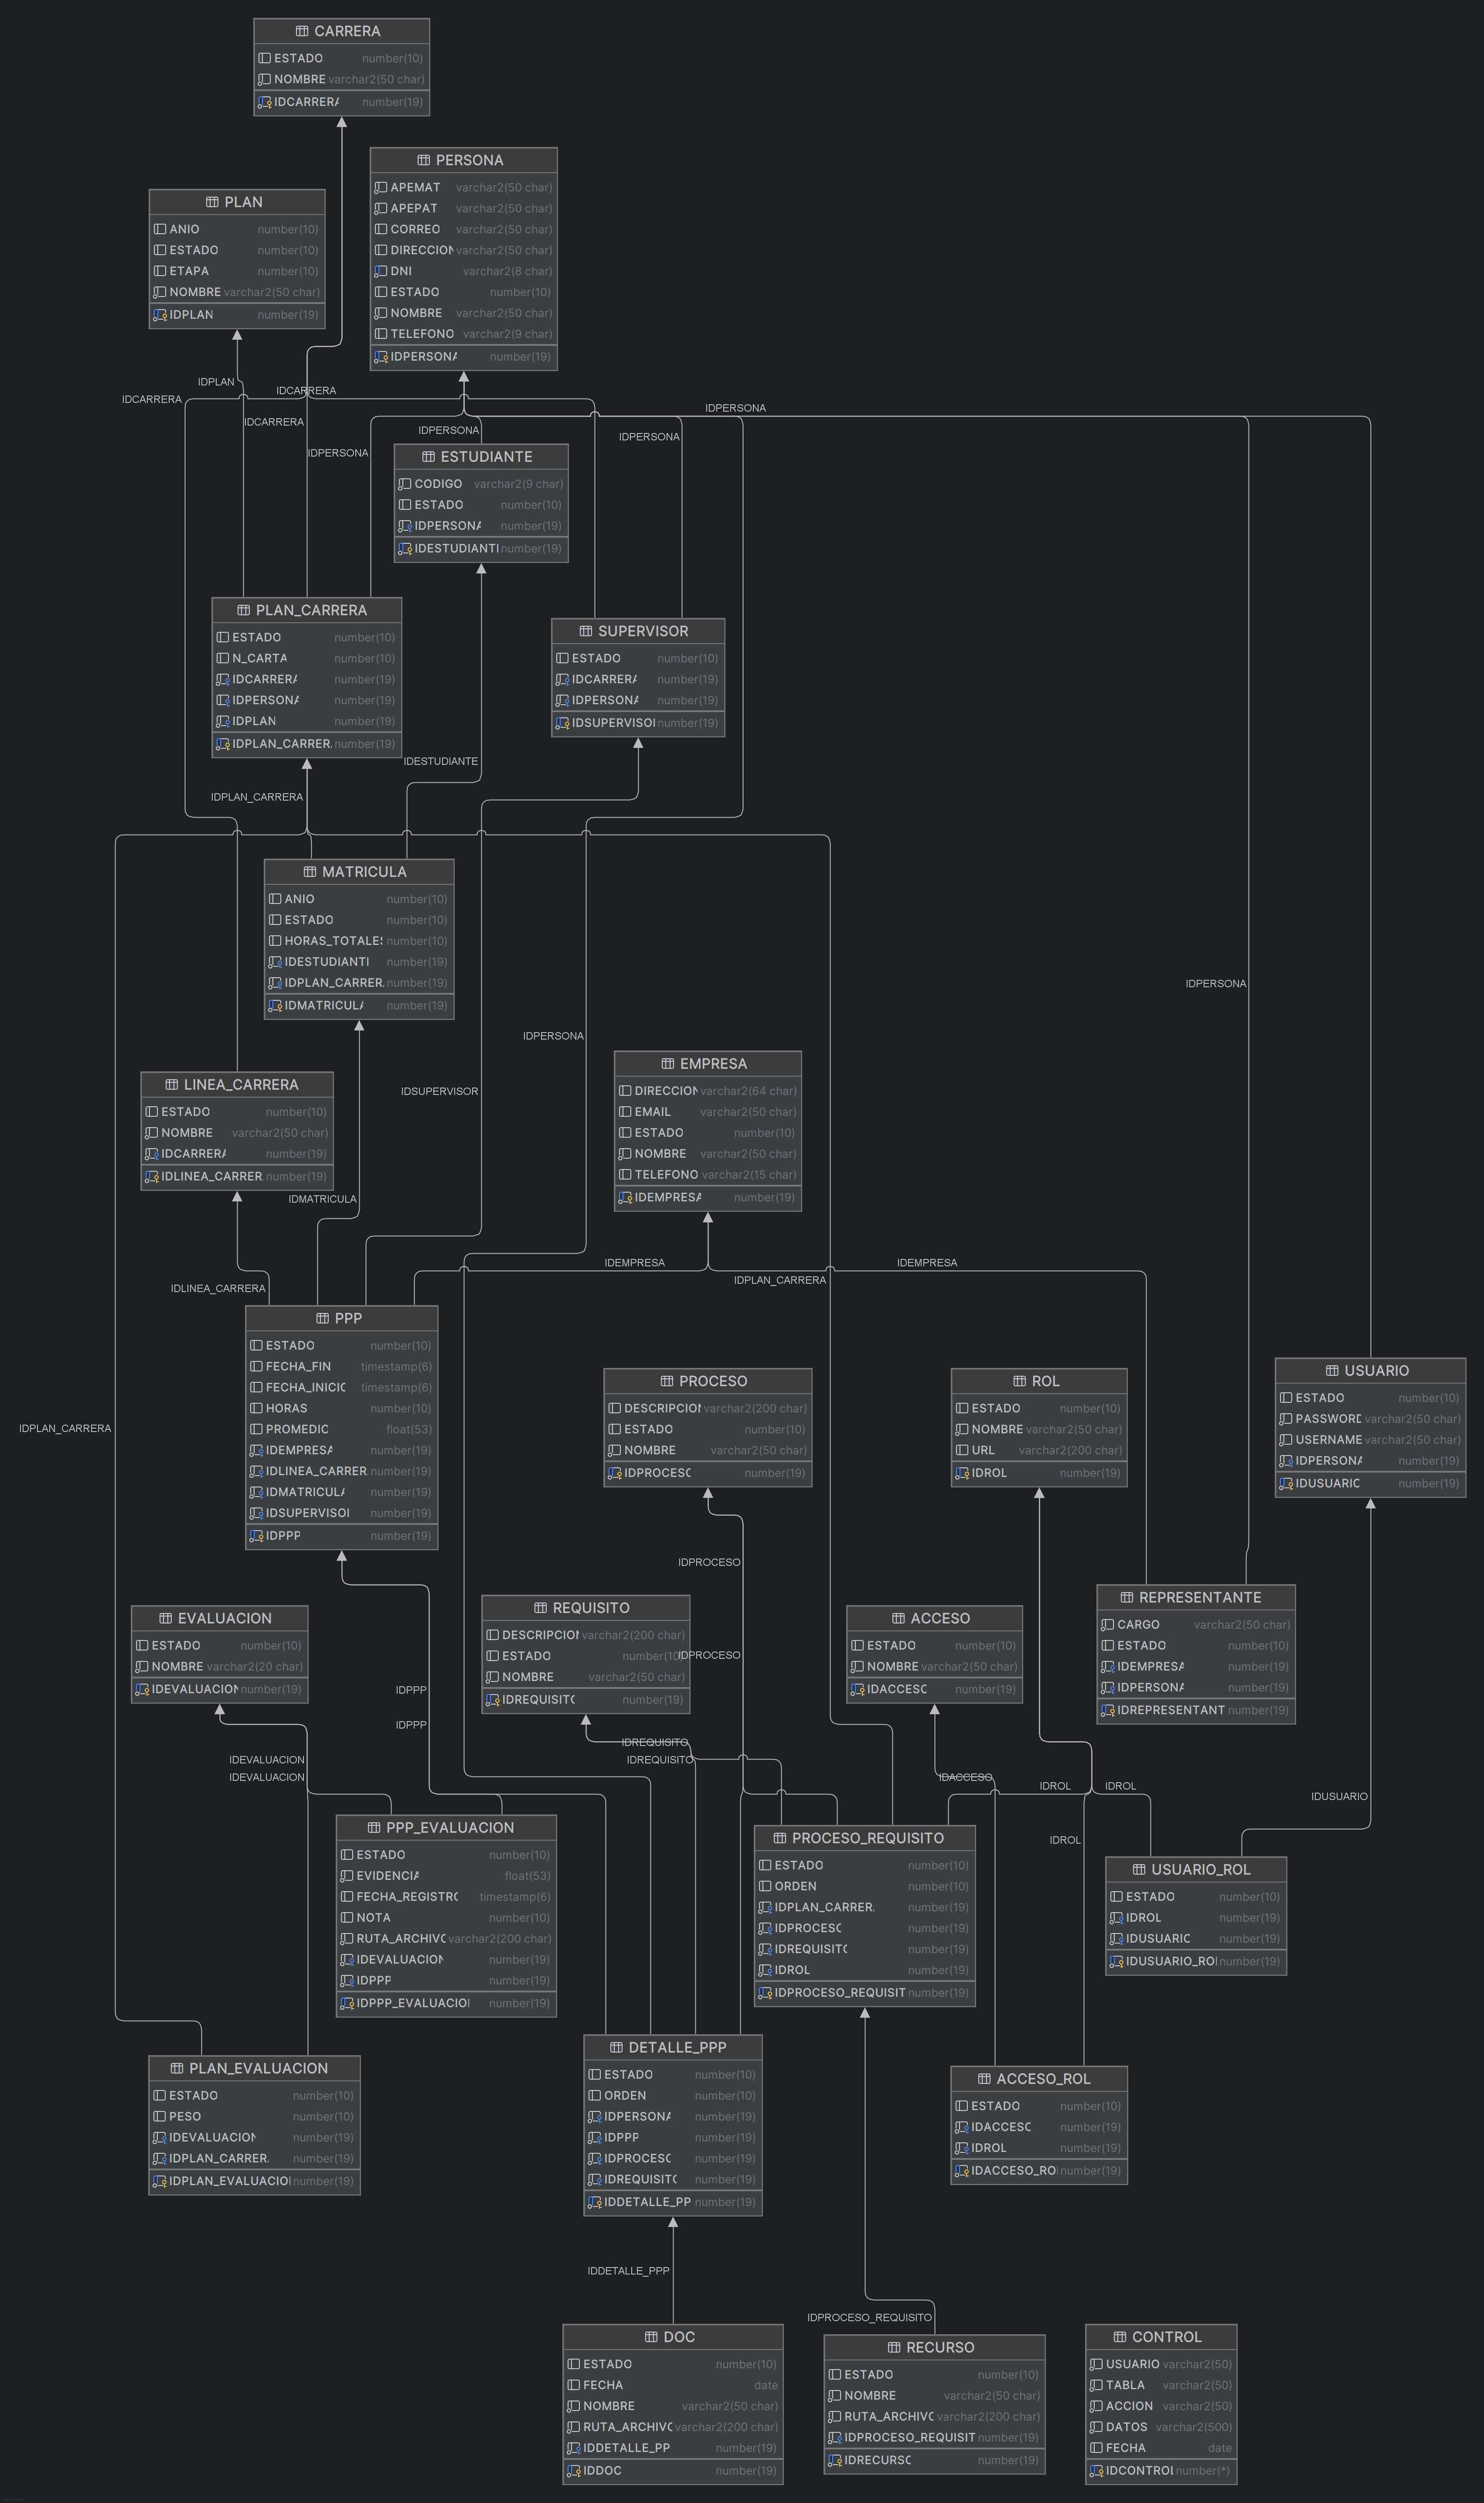 CARRERA
ESTADO number(10)
NOMBRE varchar2(50 char)
IDCARRERA number(19)
PERSONA
APEMAT varchar2(50 char)
APEPAT varchar2(50 char)
CORREO varchar2(50 char)
DIRECCION varchar2(50 char)
DNI varchar2(8 char)
ESTADO number(10)
NOMBRE varchar2(50 char)
TELEFONO varchar2(9 char)
IDPERSONA number(19)
PLAN
ANIO number(10)
ESTADO number(10)
ETAPA number(10)
NOMBRE varchar2(50 char)
IDPLAN number(19)
IDPLAN
IDCARRERA
IDCARRERA
IDCARRERA
IDPERSONA
IDPERSONA
IDPERSONA
IDPERSONA
ESTUDIANTE
CODIGO varchar2(9 char)
ESTADO number(10)
IDPERSONA number(19)
IDESTUDIANTI number(19)
PLAN_CARRERA
ESTADO number(10)
N_CARTA number(10)
IDCARRERA number(19)
IDPERSONA number(19)
IDPLAN number(19)
IDPLAN_CARRER. number(19)
SUPERVISOR
ESTADO number(10)
IDCARRERA number(19)
IDPERSONA number(19)
IDSUPERVISOI number(19)
IDESTUDIANTE
IDPLAN_CARRERA
MATRICULA
ANIO number(10)
ESTADO number(10)
HORAS_TOTALES number(10)
IDESTUDIANTI number(19)
IDPLAN_CARRER. number(19)
IDMATRICULA number(19)
IDPERSONA
IDPERSONA
IDSUPERVISOR
LINEA_CARRERA
ESTADO number(10)
NOMBRE varchar2(50 char)
IDCARRERA number(19)
IDLINEA_CARRER number(19)
EMPRESA
DIRECCION varchar2(64 char)
EMAIL varchar2(50 char)
ESTADO number(10)
NOMBRE varchar2(50 char)
TELEFONO varchar2(15 char)
IDEMPRESA number(19)
IDMATRICULA
IDEMPRESA
IDEMPRESA
IDPLAN_CARRERA
IDLINEA_CARRERA
PPP
ESTADO number(10)
FECHA_FIN timestamp(6)
FECHA_INICIC timestamp(6)
HORAS number(10)
PROMEDIC float(53)
IDEMPRESA number(19)
IDLINEA_CARRER number(19)
IDMATRICULA number(19)
IDSUPERVISOI number(19)
IDPPP number(19)
PROCESO
DESCRIPCION varchar2(200 char)
ESTADO number(10)
NOMBRE varchar2(50 char)
IDPROCESC number(19)
ROL
ESTADO number(10)
NOMBRE varchar2(50 char)
URL varchar2(200 char)
IDROL number(19)
USUARIO
ESTADO number(10)
PASSWORD varchar2(50 char)
USERNAME varchar2(50 char)
IDPERSONA number(19)
IDUSUARIC number(19)
IDPLAN_CARRERA
IDPROCESO
IDPROCESO
EVALUACION
ESTADO number(10)
NOMBRE varchar2(20 char)
IDEVALUACION number(19)
REQUISITO
DESCRIPCION varchar2(200 char)
ESTADO number(10)
NOMBRE varchar2(50 char)
IDREQUISITC number(19)
ACCESO
ESTADO number(10)
NOMBRE varchar2(50 char)
IDACCESC number(19)
REPRESENTANTE
CARGO varchar2(50 char)
ESTADO number(10)
IDEMPRESA number(19)
IDPERSONA number(19)
IDREPRESENTANT number(19)
IDPPP
IDPPP
IDREQUISITO
IDREQUISITO
IDEVALUACION
IDEVALUACION
IDACCESO
IDROL
IDROL
IDROL
IDUSUARIO
PPP_EVALUACION
ESTADO number(10)
EVIDENCIA float(53)
FECHA_REGISTRC timestamp(6)
NOTA number(10)
RUTA_ARCHIVC varchar2(200 char)
IDEVALUACION number(19)
IDPPP number(19)
IDPPP_EVALUACIOI number(19)
PROCESO_REQUISITO
ESTADO number(10)
ORDEN number(10)
IDPLAN_CARRER. number(19)
IDPROCESC number(19)
IDREQUISITC number(19)
IDROL number(19)
IDPROCESO_REQUISIT number(19)
USUARIO_ROL
ESTADO number(10)
IDROL number(19)
IDUSUARIC number(19)
IDUSUARIO_ROI number(19)
PLAN_EVALUACION
ESTADO number(10)
PESO number(10)
IDEVALUACION number(19)
IDPLAN_CARRER. number(19)
IDPLAN_EVALUACIOI number(19)
DETALLE_PPP
ESTADO number(10)
ORDEN number(10)
IDPERSONA number(19)
IDPPP number(19)
IDPROCESC number(19)
IDREQUISITC number(19)
IDDETALLE_PP number(19)
ACCESO_ROL
ESTADO number(10)
IDACCESC number(19)
IDROL number(19)
IDACCESO_ROI number(19)
IDDETALLE_PPP
IDPROCESO_REQUISITO
DOC
ESTADO number(10)
FECHA date
NOMBRE varchar2(50 char)
RUTA_ARCHIVC varchar2(200 char)
IDDETALLE_PP number(19)
IDDOC number(19)
RECURSO
ESTADO number(10)
NOMBRE varchar2(50 char)
RUTA_ARCHIVC varchar2(200 char)
IDPROCESO_REQUISIT number(19)
IDRECURSC number(19)
CONTROL
USUARIO varchar2(50)
TABLA varchar2(50)
ACCION varchar2(50)
DATOS varchar2(500)
FECHA date
IDCONTROI number(*)